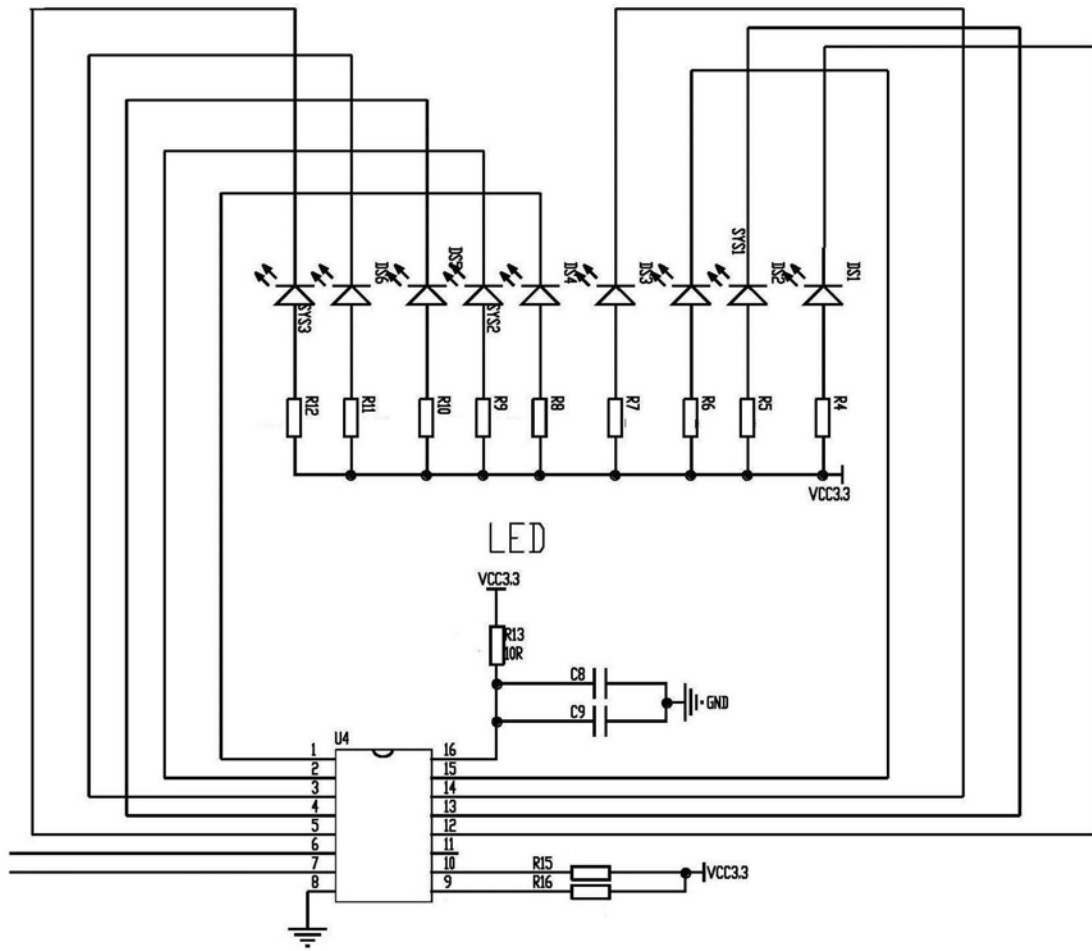 SYS1
DS6
DS5
DS4
DS3
DS2
DS1
SYS3
SYS2
R12
R11
R10
R9
R8
R7
R6
R5
R4
VCC3.3
LED
VCC3.3
R13
10R
C8
C9
GND
U4
1 16
2 15
3 14
4 13
5 12
6 11
7 10 R15
8 9 R16
VCC3.3